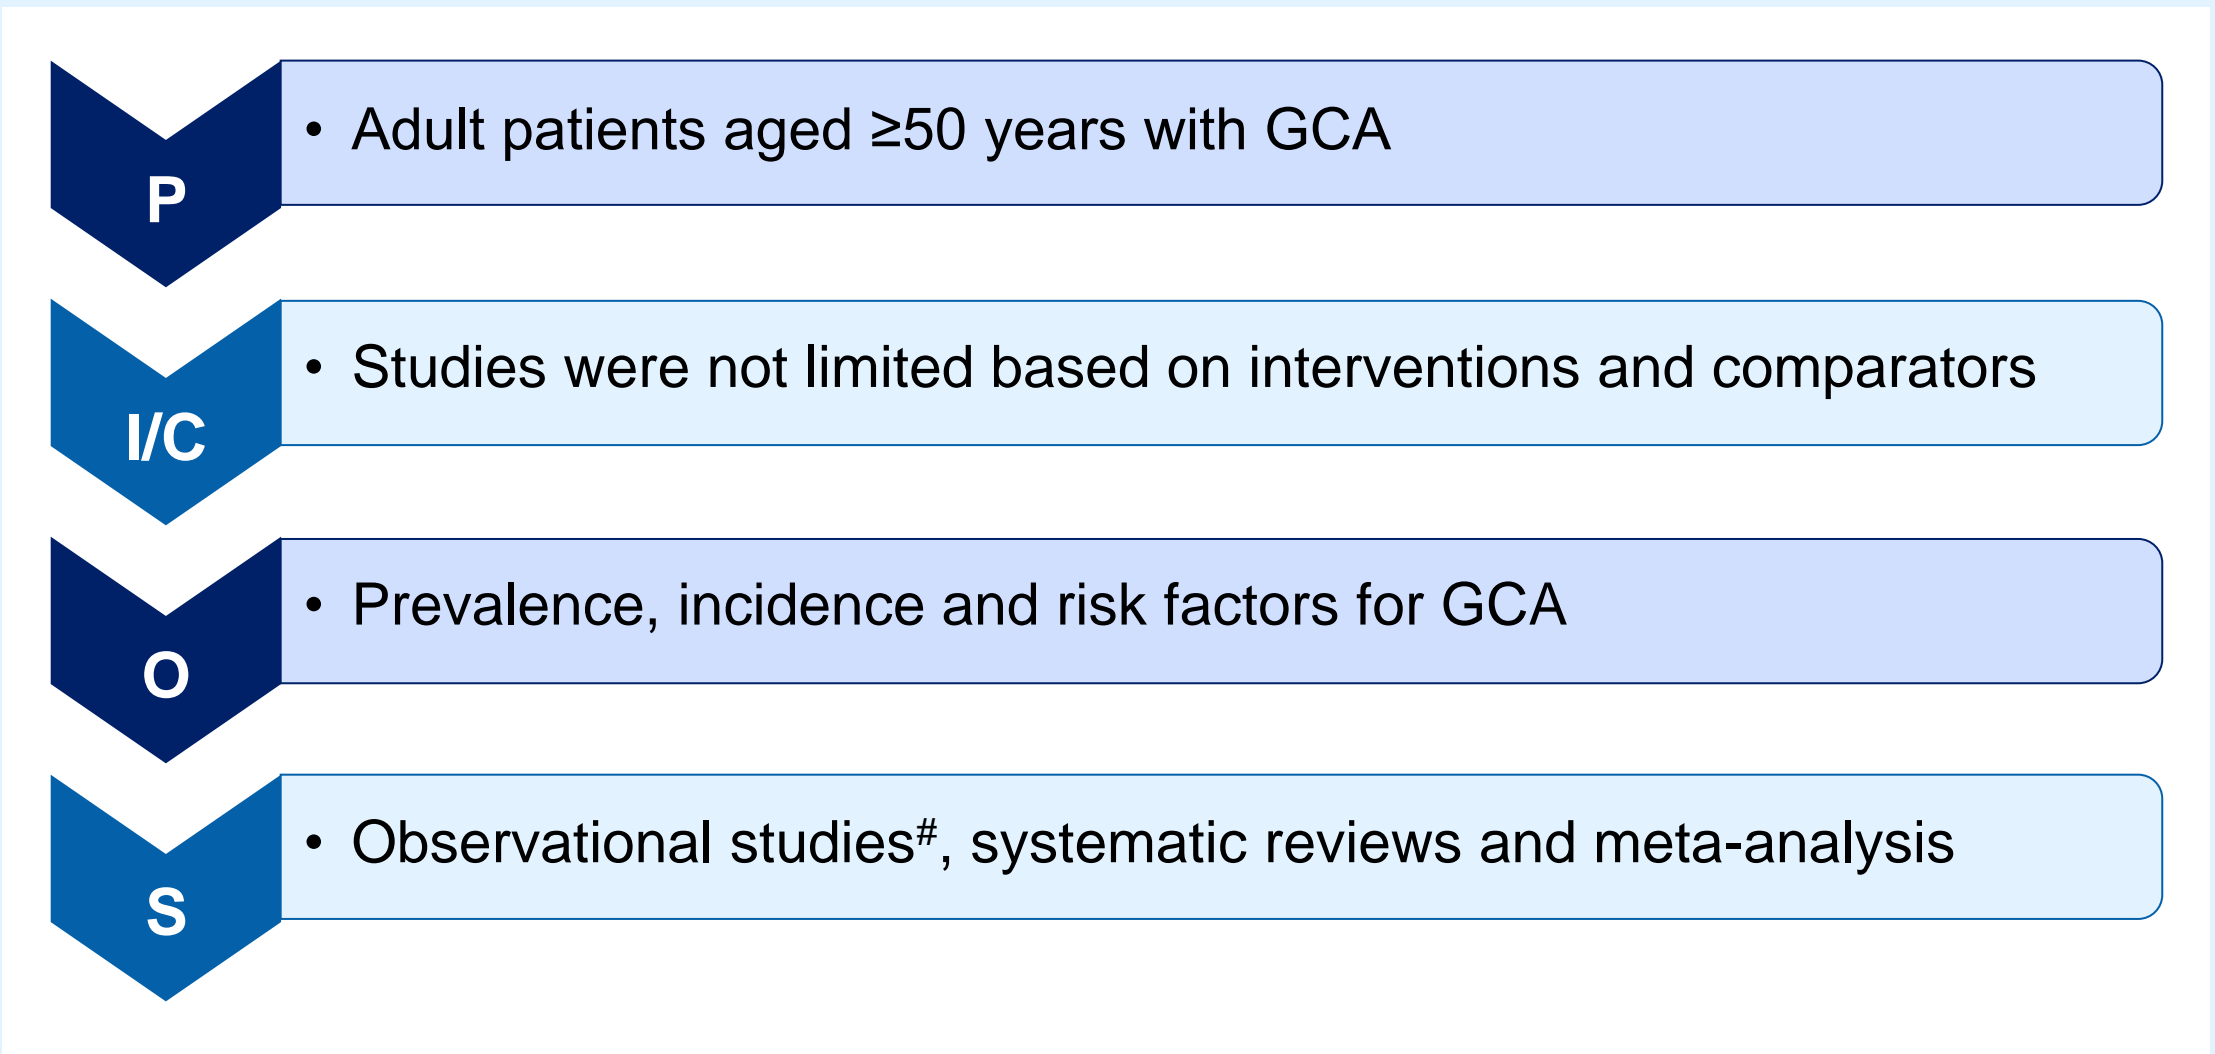 P
• Adult patients aged ≥50 years with GCA
I/C
• Studies were not limited based on interventions and comparators
O
• Prevalence, incidence and risk factors for GCA
S
• Observational studies#, systematic reviews and meta-analysis